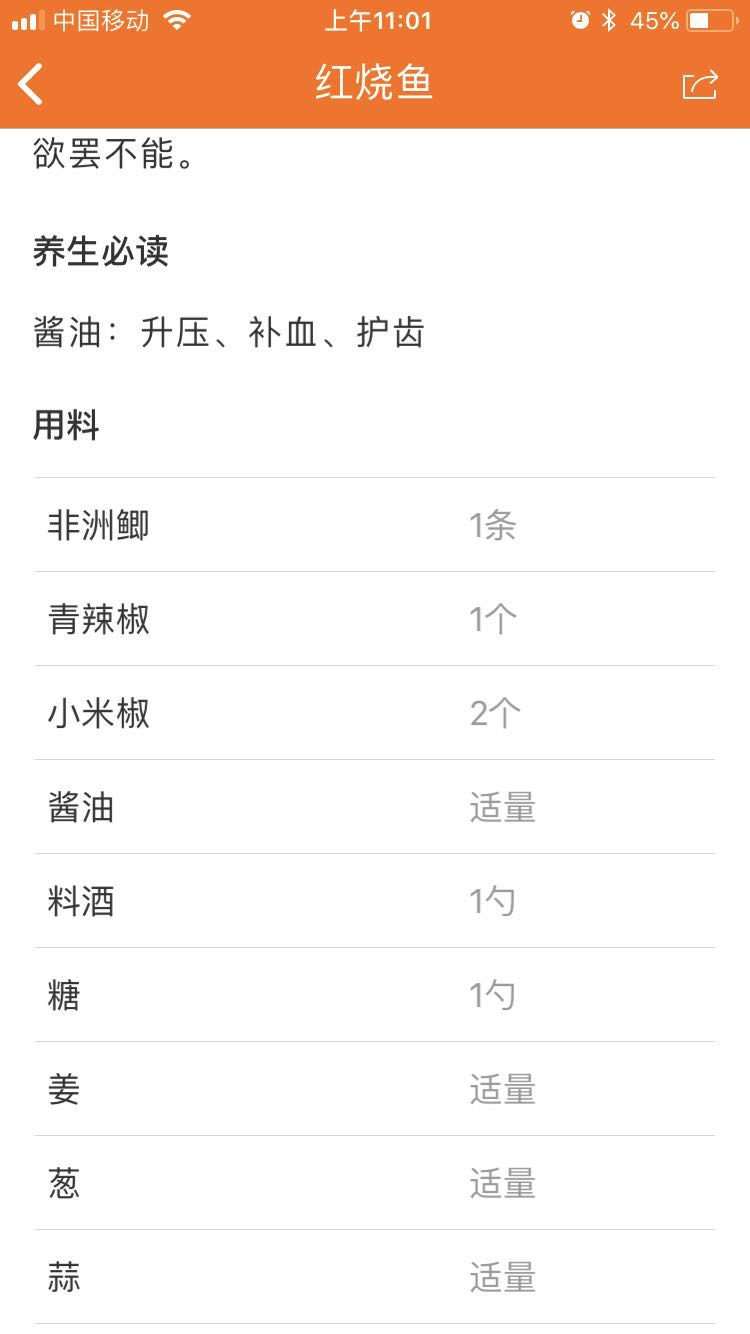 中国移动 上午11:01 45%
红烧鱼
欲罢不能。
养生必读
酱油：升压、补血、护齿
用料
非洲鲫 1条
青辣椒 1个
小米椒 2个
酱油 适量
料酒 1勺
糖 1勺
姜 适量
葱 适量
蒜 适量